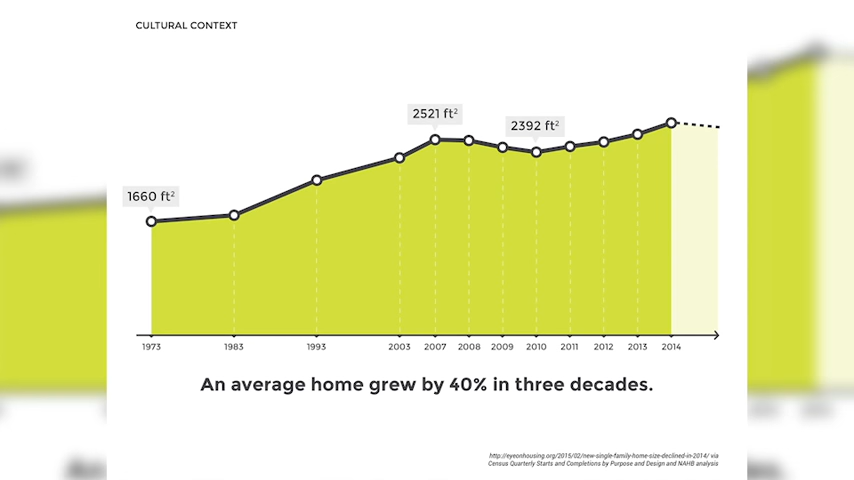 CULTURAL CONTEXT
2521 ft²
2392 ft²
1660 ft²
1973 1983 1993 2003 2007 2008 2009 2010 2011 2012 2013 2014
An average home grew by 40% in three decades.
http://eyeonhousing.org/2015/02/new-single-family-home-size-declined-in-2014/ via
Census Quarterly Starts and Completions by Purpose and Design and NAHB analysis